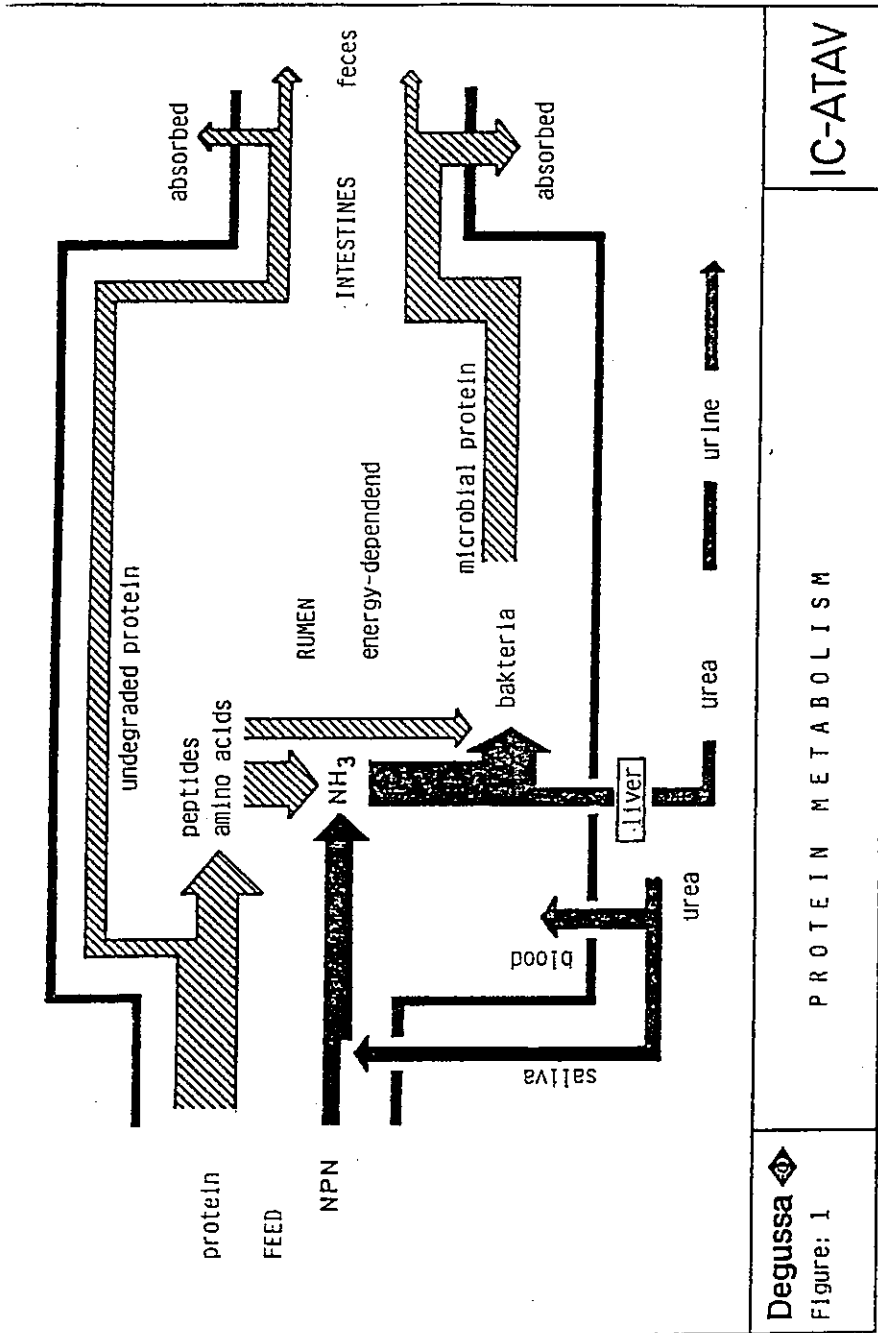 protein
FEED
NPN
undegraded protein
peptides
amino acids
NH3
RUMEN
energy-dependend
bakteria
microbial protein
INTESTINES
absorbed
feces
absorbed
saliva
blood
urea
liver
urea
urine
Degussa
Figure: 1
PROTEIN METABOLISM
IC-ATAV